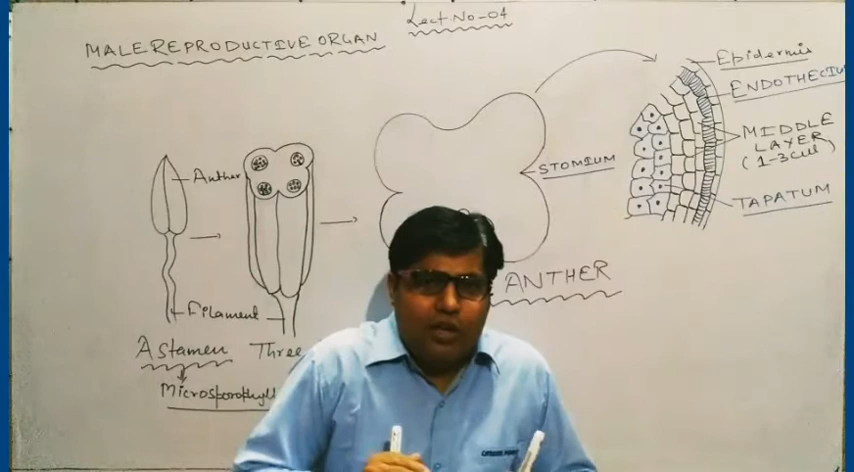 Lect.No-04
MALE REPRODUCTIVE ORGAN
Epidermis
ENDOTHECIUM
MIDDLE
LAYER
(1-3 cell)
TAPATUM
STOMIUM
Anther
Filament
ANTHER
A stamen
Three
Microsporophyll